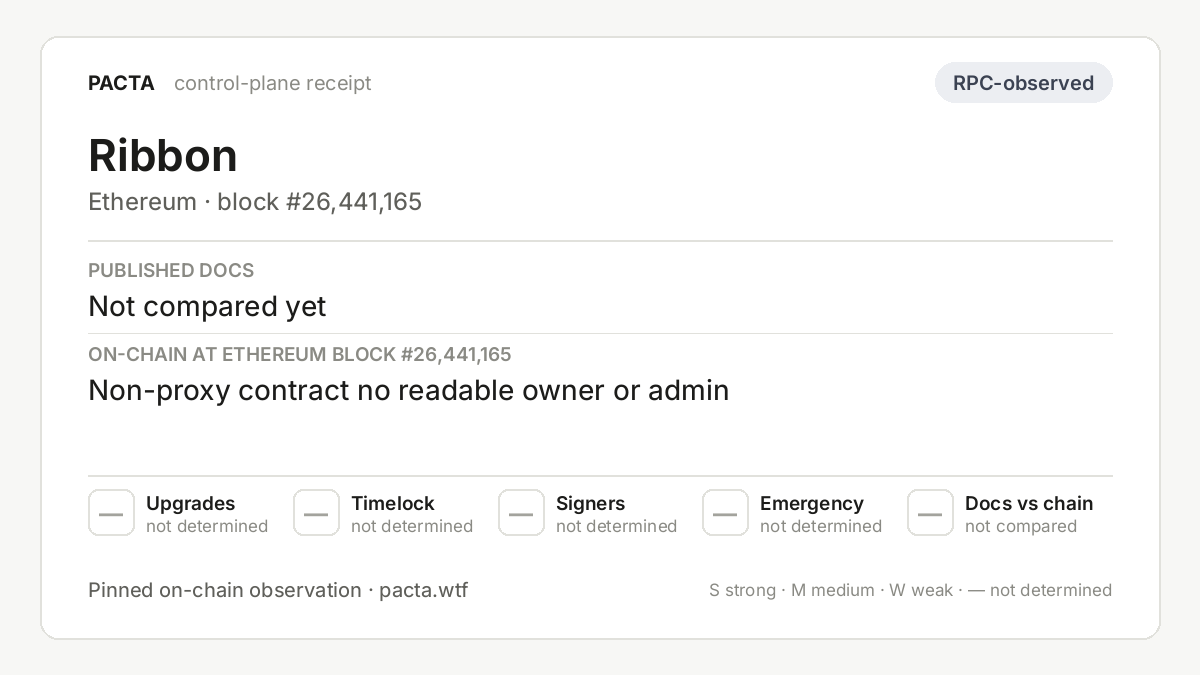 PACTA control-plane receipt
RPC-observed
Ribbon
Ethereum · block #26,441,165
PUBLISHED DOCS
Not compared yet
ON-CHAIN AT ETHEREUM BLOCK #26,441,165
Non-proxy contract no readable owner or admin
— Upgrades
not determined
— Timelock
not determined
— Signers
not determined
— Emergency
not determined
— Docs vs chain
not compared
Pinned on-chain observation · pacta.wtf
S strong · M medium · W weak · — not determined